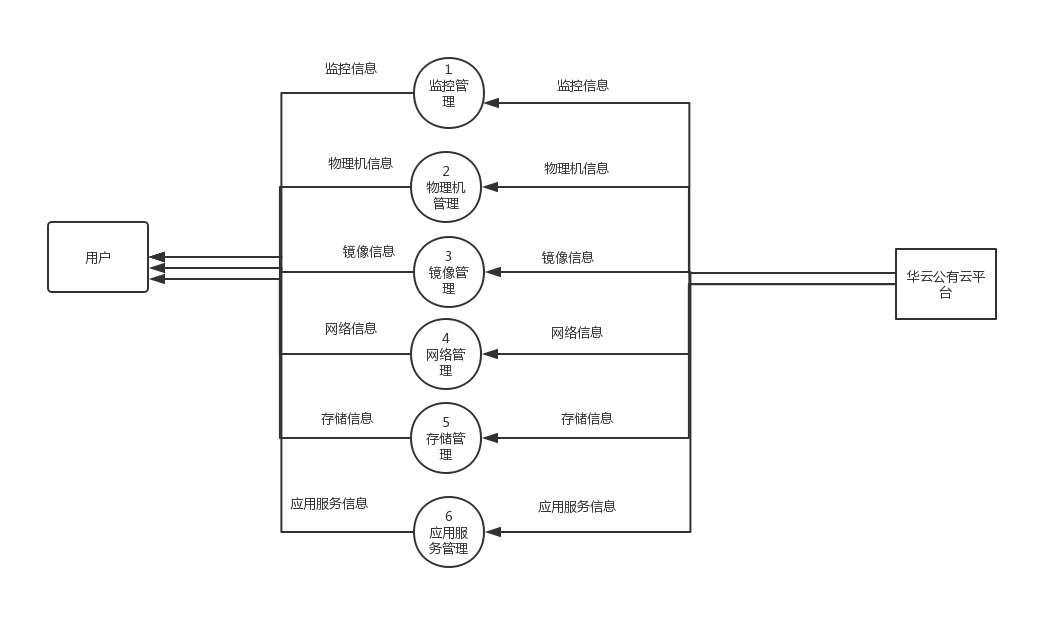 监控信息
1
监控管
理
监控信息
物理机信息
2
物理机
管理
物理机信息
用户
镜像信息
3
镜像管
理
镜像信息
华云公有云平
台
网络信息
4
网络管
理
网络信息
存储信息
5
存储管
理
存储信息
应用服务信息
6
应用服
务管理
应用服务信息